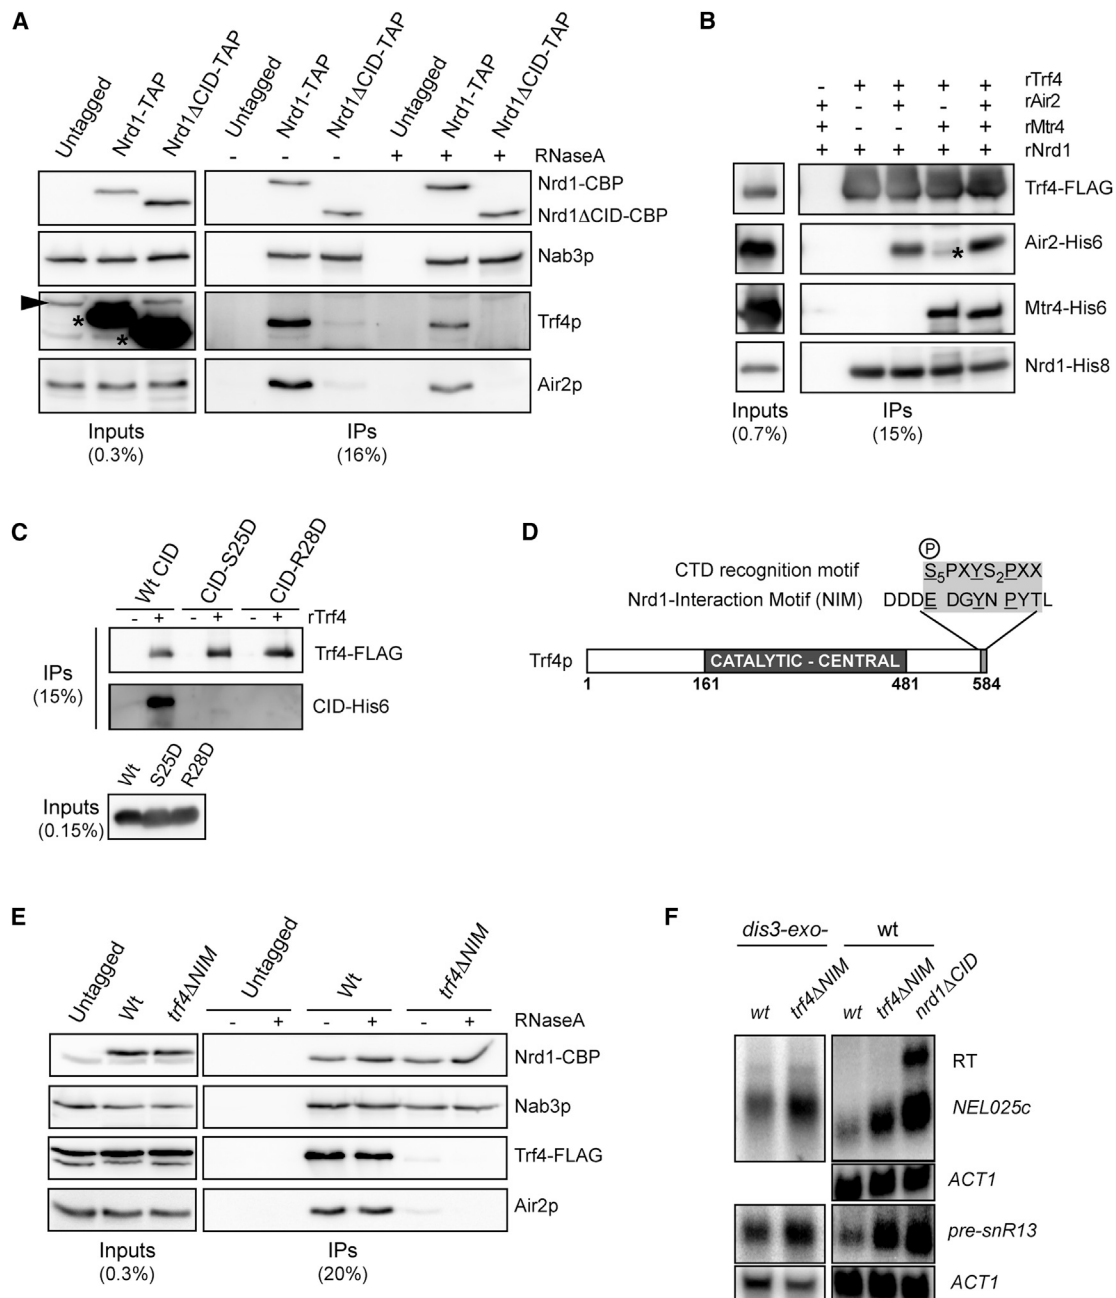 A
Untagged
Nrd1-TAP
Nrd1ΔCID-TAP
Untagged
Nrd1-TAP
Nrd1ΔCID-TAP
Untagged
Nrd1-TAP
Nrd1ΔCID-TAP
- - - + + + RNaseA
Nrd1-CBP
Nrd1ΔCID-CBP
Nab3p
*
*
Trf4p
Air2p
Inputs
(0.3%)
IPs
(16%)
B
- + + + + rTrf4
+ - + - + rAir2
+ - - + + rMtr4
+ + + + + rNrd1
Trf4-FLAG
Air2-His6
*
Mtr4-His6
Nrd1-His8
Inputs
(0.7%)
IPs
(15%)
C
Wt CID
CID-S25D
CID-R28D
- + - + - + rTrf4
Trf4-FLAG
CID-His6
IPs
(15%)
Wt
S25D
R28D
Inputs
(0.15%)
D
P
CTD recognition motif S5PXYS2PXX
Nrd1-Interaction Motif (NIM) DDDE DGYN PYTL
Trf4p
CATALYTIC - CENTRAL
1 161 481 584
E
Untagged
Wt
trf4ΔNIM
Untagged
Wt
trf4ΔNIM
- + - + - + RNaseA
Nrd1-CBP
Nab3p
Trf4-FLAG
Air2p
Inputs
(0.3%)
IPs
(20%)
F
dis3-exo- wt
wt
trf4ΔNIM
wt
trf4ΔNIM
nrd1ΔCID
RT
NEL025c
ACT1
pre-snR13
ACT1